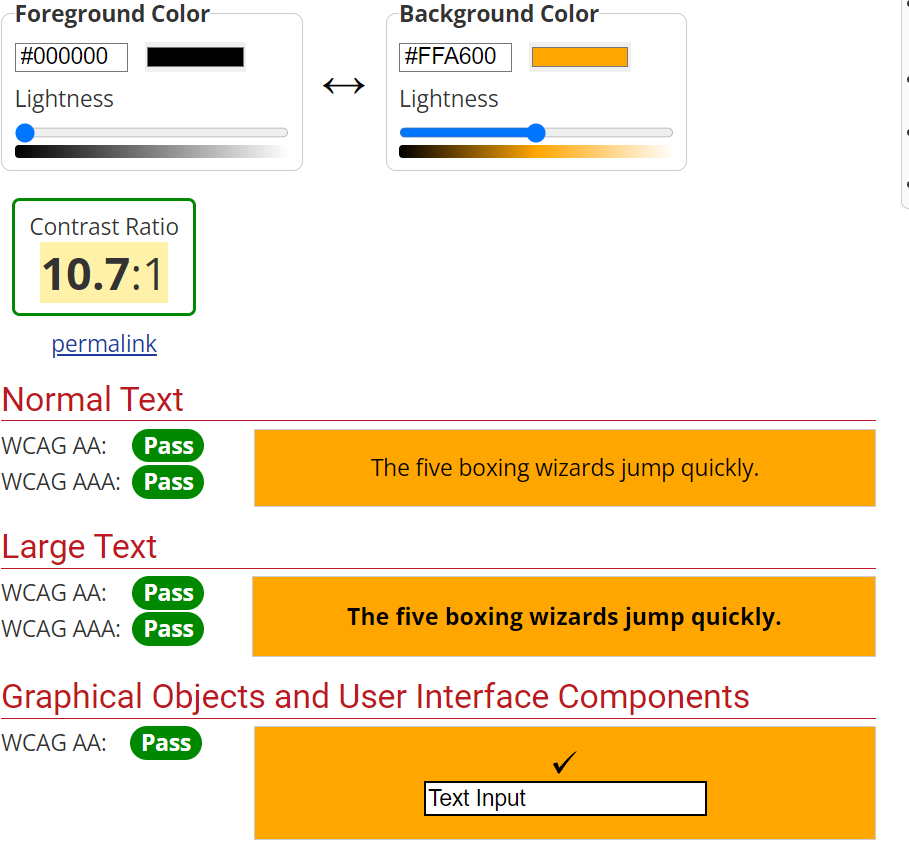 Foreground Color
#000000
Lightness
↔
Background Color
#FFA600
Lightness
Contrast Ratio
10.7:1
permalink
Normal Text
WCAG AA: Pass
WCAG AAA: Pass
The five boxing wizards jump quickly.
Large Text
WCAG AA: Pass
WCAG AAA: Pass
The five boxing wizards jump quickly.
Graphical Objects and User Interface Components
WCAG AA: Pass
✓
Text Input